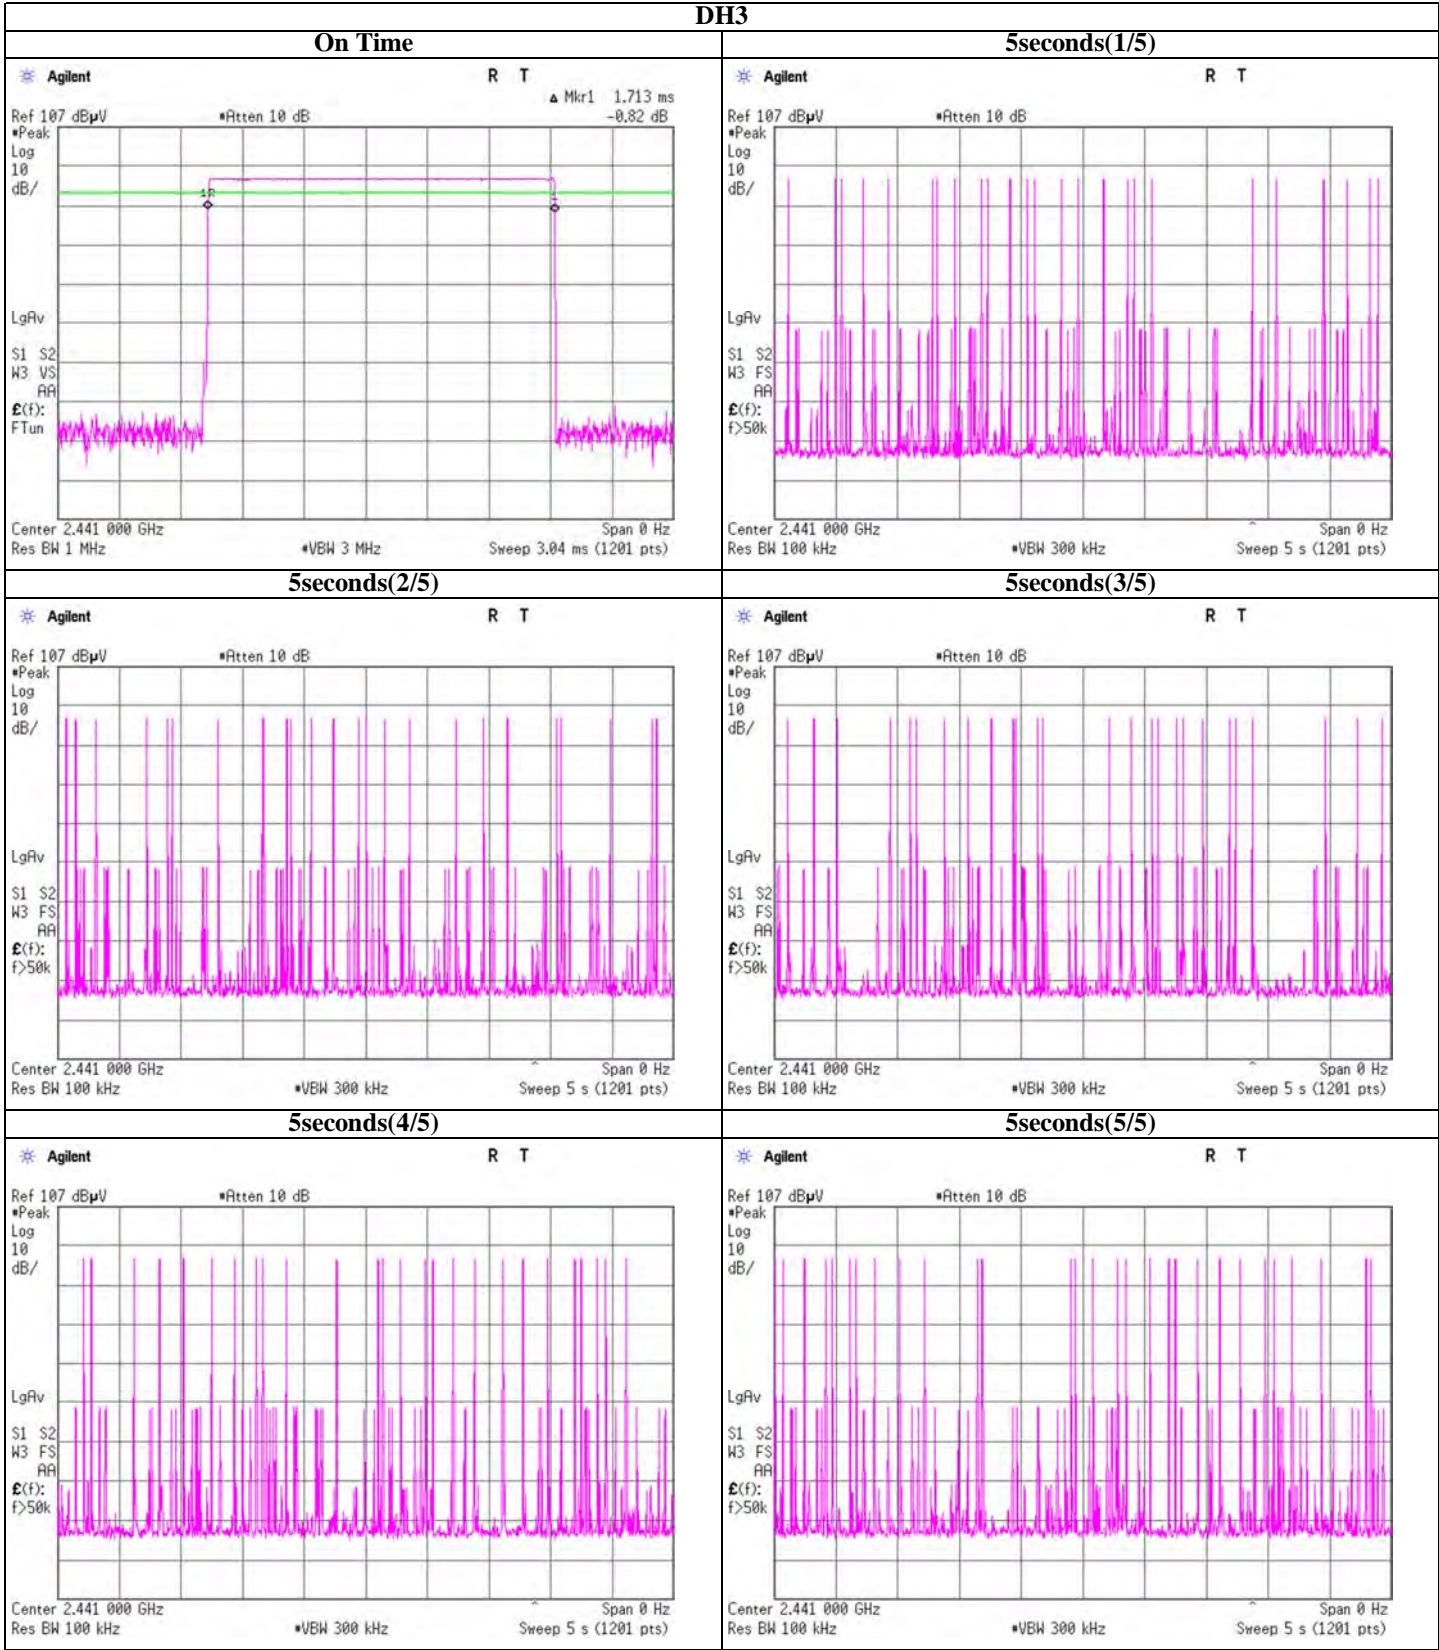 DH3
On Time
5seconds(1/5)
Agilent
R T
Mkr1 1.713 ms
Ref 107 dBµV
#Atten 10 dB
-0.82 dB
#Peak
Log
10
dB/
LgAv
S1 S2
W3 VS
AA
£(f):
FTun
Center 2.441 000 GHz
Span 0 Hz
Res BW 1 MHz
#VBW 3 MHz
Sweep 3.04 ms (1201 pts)
Agilent
R T
Ref 107 dBµV
#Atten 10 dB
#Peak
Log
10
dB/
LgAv
S1 S2
W3 FS
AA
£(f):
f>50k
Center 2.441 000 GHz
Span 0 Hz
Res BW 100 kHz
#VBW 300 kHz
Sweep 5 s (1201 pts)
5seconds(2/5)
5seconds(3/5)
Agilent
R T
Ref 107 dBµV
#Atten 10 dB
#Peak
Log
10
dB/
LgAv
S1 S2
W3 FS
AA
£(f):
f>50k
Center 2.441 000 GHz
Span 0 Hz
Res BW 100 kHz
#VBW 300 kHz
Sweep 5 s (1201 pts)
Agilent
R T
Ref 107 dBµV
#Atten 10 dB
#Peak
Log
10
dB/
LgAv
S1 S2
W3 FS
AA
£(f):
f>50k
Center 2.441 000 GHz
Span 0 Hz
Res BW 100 kHz
#VBW 300 kHz
Sweep 5 s (1201 pts)
5seconds(4/5)
5seconds(5/5)
Agilent
R T
Ref 107 dBµV
#Atten 10 dB
#Peak
Log
10
dB/
LgAv
S1 S2
W3 FS
AA
£(f):
f>50k
Center 2.441 000 GHz
Span 0 Hz
Res BW 100 kHz
#VBW 300 kHz
Sweep 5 s (1201 pts)
Agilent
R T
Ref 107 dBµV
#Atten 10 dB
#Peak
Log
10
dB/
LgAv
S1 S2
W3 FS
AA
£(f):
f>50k
Center 2.441 000 GHz
Span 0 Hz
Res BW 100 kHz
#VBW 300 kHz
Sweep 5 s (1201 pts)